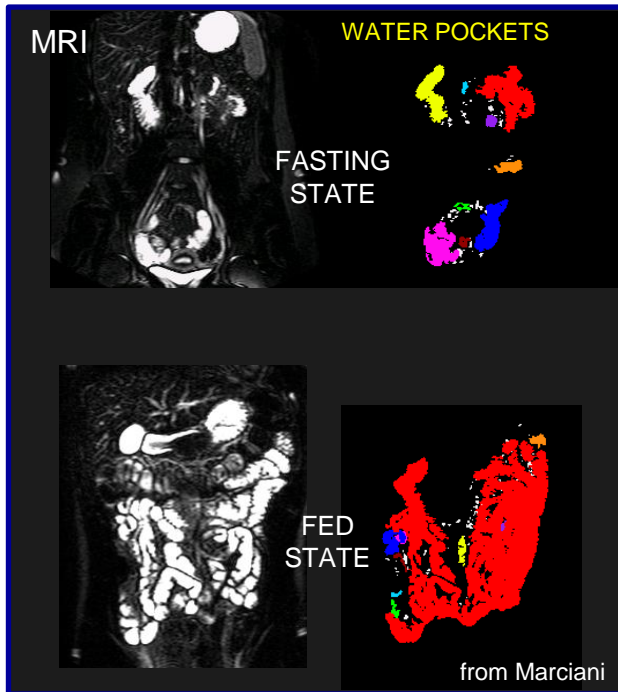 MRI
WATER POCKETS
FASTING
STATE
FED
STATE
from Marciani